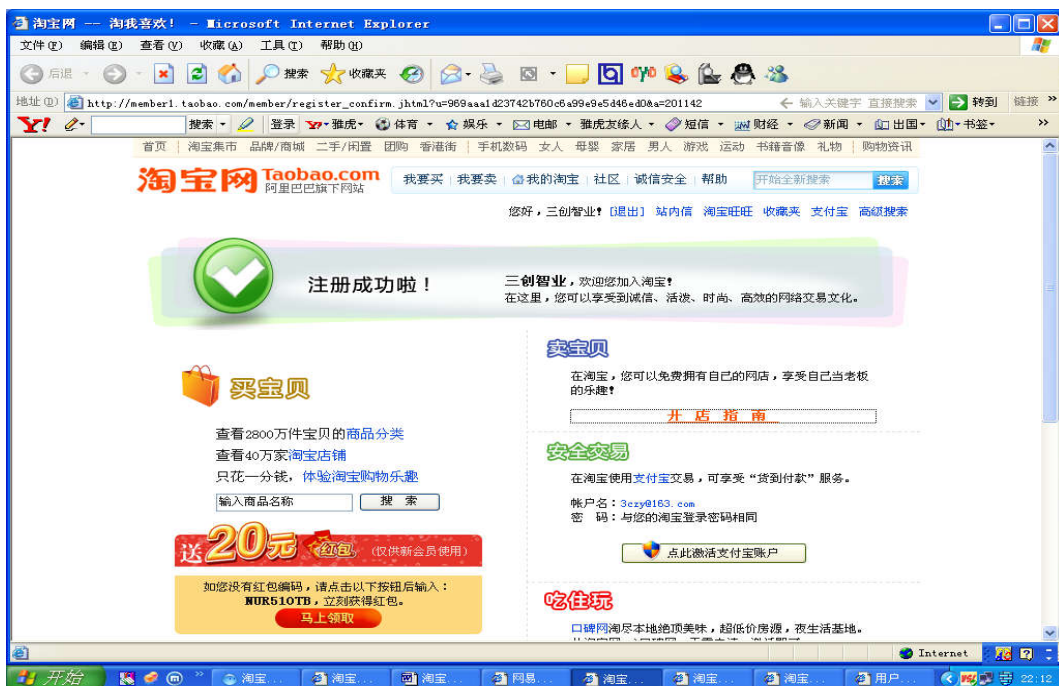 淘宝网 -- 淘我喜欢! - Microsoft Internet Explorer
文件(F) 编辑(E) 查看(V) 收藏(A) 工具(T) 帮助(H)
后退 搜索 收藏夹
地址(D) http://member1.taobao.com/member/register_confirm.jhtml?u=969aaa1d23742b760c6a99e9e5d46ed0&a=201142 输入关键字 直接搜索 转到 链接 »
Y! 搜索 登录 雅虎 体育 娱乐 电邮 雅虎友缘人 短信 财经 新闻 出国 书签 »
首页 淘宝集市 品牌/商城 二手/闲置 团购 香港街 手机数码 女人 母婴 家居 男人 游戏 运动 书籍音像 礼物 购物资讯
淘宝网 Taobao.com 阿里巴巴旗下网站 我要买 我要卖 我的淘宝 社区 诚信安全 帮助 开始全新搜索 搜索
您好,三创智业! [退出] 站内信 淘宝旺旺 收藏夹 支付宝 高级搜索
注册成功啦! 三创智业,欢迎您加入淘宝!
在这里,您可以享受到诚信、活泼、时尚、高效的网络交易文化。
买宝贝
查看2800万件宝贝的商品分类
查看40万家淘宝店铺
只花一分钱,体验淘宝购物乐趣
输入商品名称 搜 索
送20元 红包 (仅供新会员使用)
如您没有红包编码,请点击以下按钮后输入:
NUR510TB,立刻获得红包。
马上领取
卖宝贝
在淘宝,您可以免费拥有自己的网店,享受自己当老板
的乐趣!
开 店 指 南
安全交易
在淘宝使用支付宝交易,可享受“货到付款”服务。
帐户名:3czy@163.com
密 码:与您的淘宝登录密码相同
点此激活支付宝账户
吃住玩
口碑网淘尽本地绝顶美味,超低价房源,夜生活基地。
Internet
开始 » 淘宝... 淘宝... 淘宝... 网易... 淘宝... 淘宝... 淘宝... 用户... 22:12